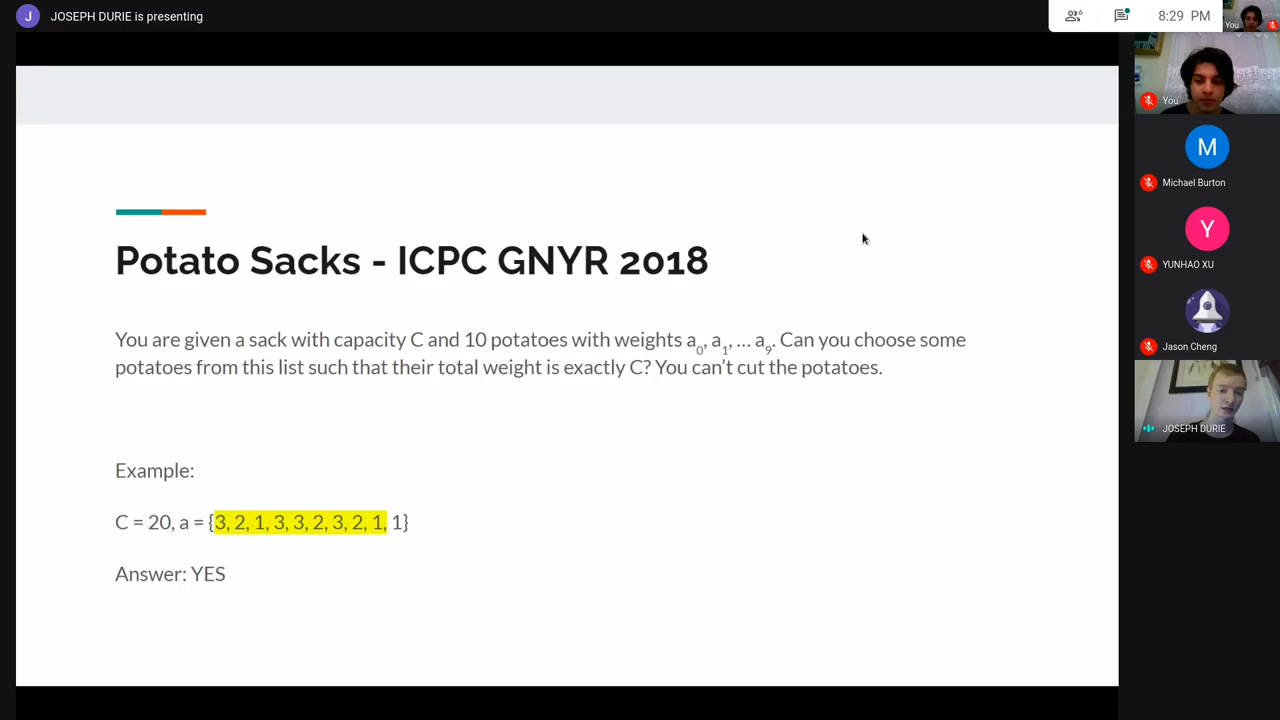 J JOSEPH DURIE is presenting
6 8:29 PM
You
Potato Sacks - ICPC GNYR 2018
You are given a sack with capacity C and 10 potatoes with weights a0, a1, … a9. Can you choose some
potatoes from this list such that their total weight is exactly C? You can’t cut the potatoes.
Example:
C = 20, a = {3, 2, 1, 3, 3, 2, 3, 2, 1, 1}
Answer: YES
You
M
Michael Burton
Y
YUNHAO XU
Jason Cheng
JOSEPH DURIE